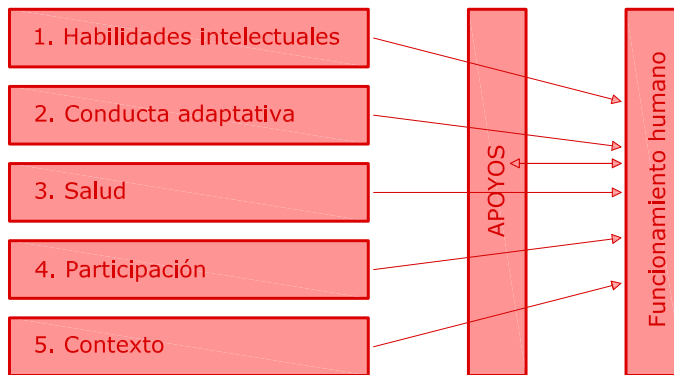 1. Habilidades intelectuales
2. Conducta adaptativa
3. Salud
4. Participación
5. Contexto
APOYOS
Funcionamiento humano